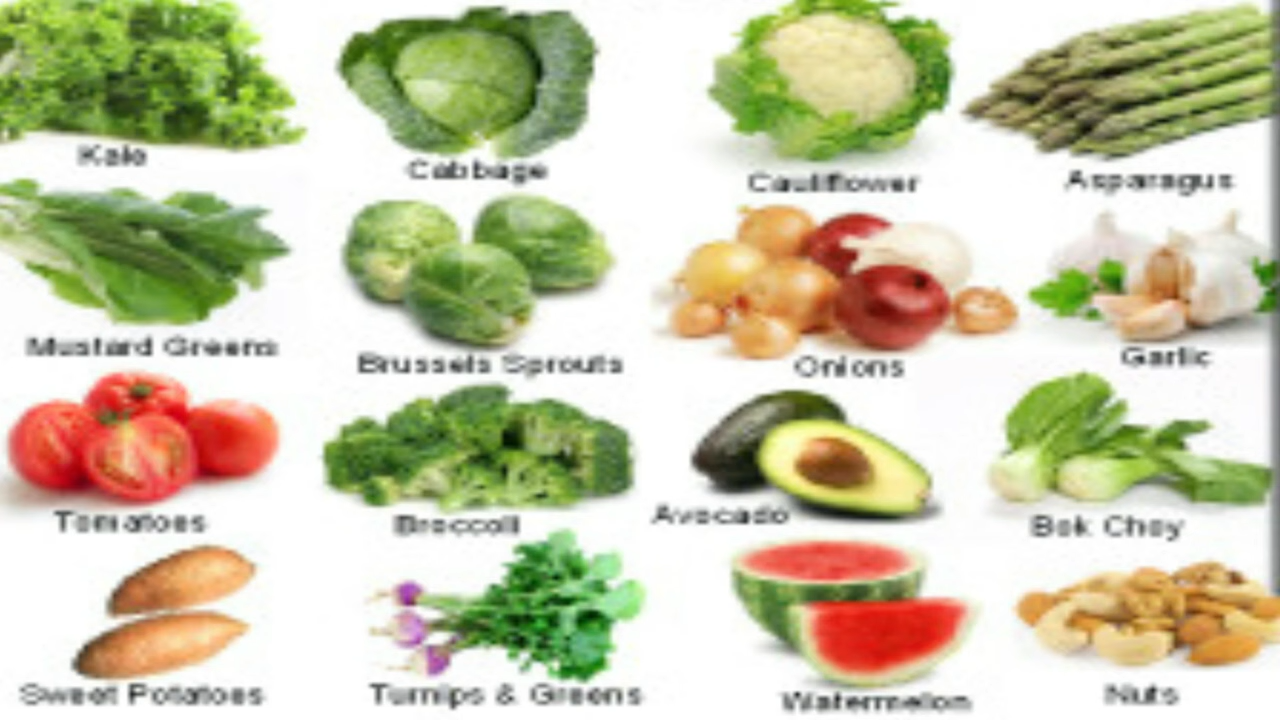 Kale
Cabbage
Cauliflower
Asparagus
Mustard Greens
Brussels Sprouts
Onions
Garlic
Tomatoes
Broccoli
Avocado
Bok Choy
Sweet Potatoes
Turnips & Greens
Watermelon
Nuts